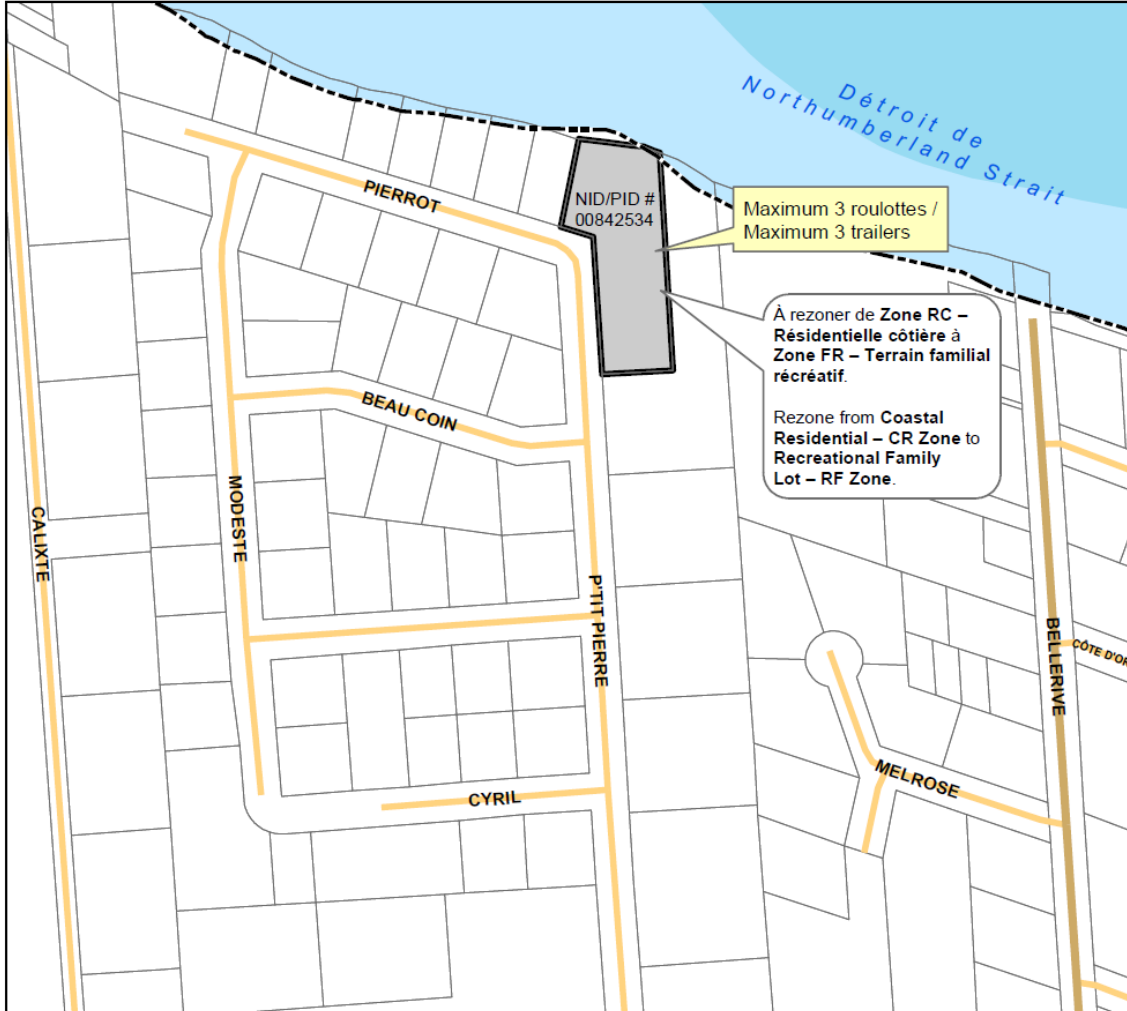 Détroit de
Northumberland Strait
PIERROT
NID/PID #
00842534
Maximum 3 roulottes /
Maximum 3 trailers
À rezoner de Zone RC –
Résidentielle côtière à
Zone FR – Terrain familial
récréatif.
Rezone from Coastal
Residential – CR Zone to
Recreational Family
Lot – RF Zone.
BEAU COIN
MODESTE
CALIXTE
P'TIT PIERRE
BELLERIVE
CÔTE D'OR
MELROSE
CYRIL